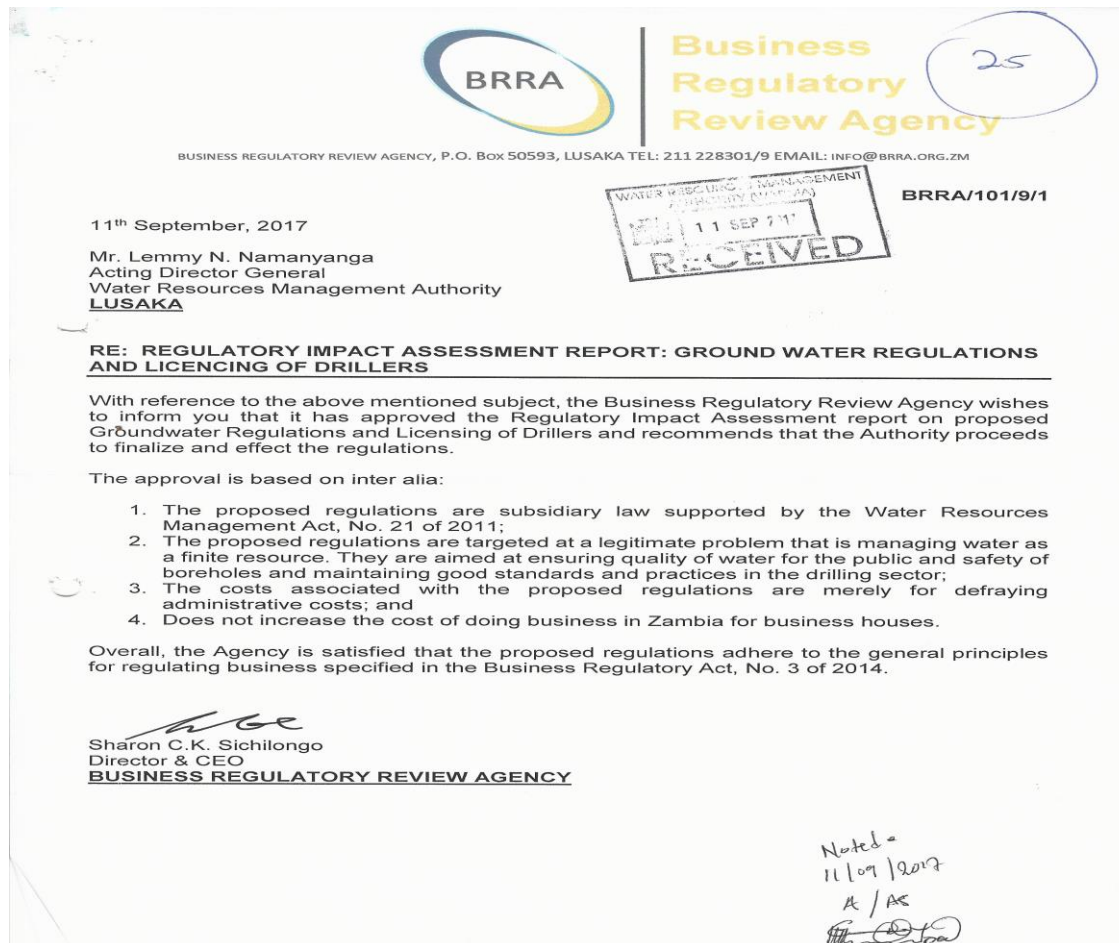 BRRA
Business
Regulatory
Review Agency
25
BUSINESS REGULATORY REVIEW AGENCY, P.O. Box 50593, LUSAKA TEL: 211 228301/9 EMAIL: INFO@BRRA.ORG.ZM
WATER RESOURCES MANAGEMENT
AUTHORITY
11 SEP
RECEIVED
BRRA/101/9/1
11th September, 2017
Mr. Lemmy N. Namanyanga
Acting Director General
Water Resources Management Authority
LUSAKA
RE: REGULATORY IMPACT ASSESSMENT REPORT: GROUND WATER REGULATIONS
AND LICENCING OF DRILLERS
With reference to the above mentioned subject, the Business Regulatory Review Agency wishes
to inform you that it has approved the Regulatory Impact Assessment report on proposed
Groundwater Regulations and Licensing of Drillers and recommends that the Authority proceeds
to finalize and effect the regulations.
The approval is based on inter alia:
1. The proposed regulations are subsidiary law supported by the Water Resources
Management Act, No. 21 of 2011;
2. The proposed regulations are targeted at a legitimate problem that is managing water as
a finite resource. They are aimed at ensuring quality of water for the public and safety of
boreholes and maintaining good standards and practices in the drilling sector;
3. The costs associated with the proposed regulations are merely for defraying
administrative costs; and
4. Does not increase the cost of doing business in Zambia for business houses.
Overall, the Agency is satisfied that the proposed regulations adhere to the general principles
for regulating business specified in the Business Regulatory Act, No. 3 of 2014.
Sharon C.K. Sichilongo
Director & CEO
BUSINESS REGULATORY REVIEW AGENCY
Noted
11/09/2017